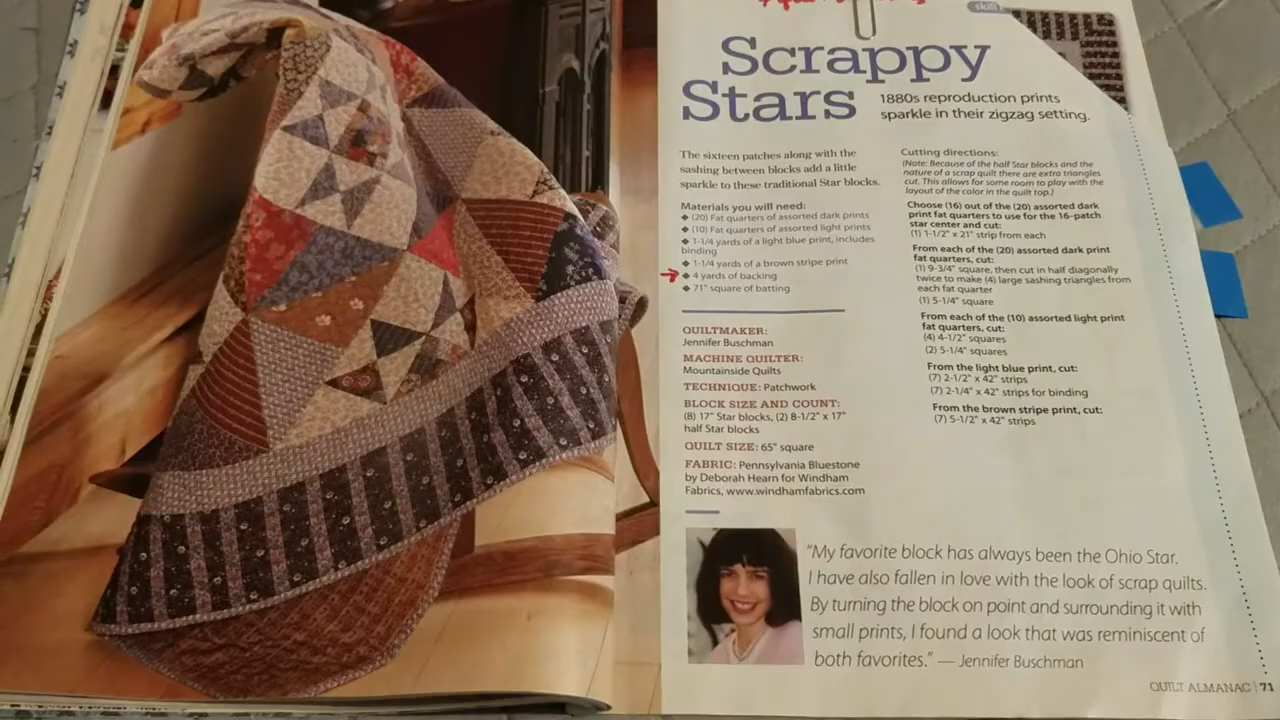 skill
Scrappy
Stars
1880s reproduction prints
sparkle in their zigzag setting.
The sixteen patches along with the
sashing between blocks add a little
sparkle to these traditional Star blocks.
Materials you will need:
◆ (20) Fat quarters of assorted dark prints
◆ (10) Fat quarters of assorted light prints
◆ 1-1/4 yards of a light blue print, includes
binding
◆ 1-1/4 yards of a brown stripe print
◆ 4 yards of backing
◆ 71" square of batting
QUILTMAKER:
Jennifer Buschman
MACHINE QUILTER:
Mountainside Quilts
TECHNIQUE: Patchwork
BLOCK SIZE AND COUNT:
(8) 17" Star blocks, (2) 8-1/2" x 17"
half Star blocks
QUILT SIZE: 65" square
FABRIC: Pennsylvania Bluestone
by Deborah Hearn for Windham
Fabrics, www.windhamfabrics.com
Cutting directions:
(Note: Because of the half Star blocks and the
nature of a scrap quilt there are extra triangles
cut. This allows for some room to play with the
layout of the color in the quilt top.)
Choose (16) out of the (20) assorted dark
print fat quarters to use for the 16-patch
star center and cut:
(1) 1-1/2" x 21" strip from each
From each of the (20) assorted dark print
fat quarters, cut:
(1) 9-3/4" square, then cut in half diagonally
twice to make (4) large sashing triangles from
each fat quarter
(1) 5-1/4" square
From each of the (10) assorted light print
fat quarters, cut:
(4) 4-1/2" squares
(2) 5-1/4" squares
From the light blue print, cut:
(7) 2-1/2" x 42" strips
(7) 2-1/4" x 42" strips for binding
From the brown stripe print, cut:
(7) 5-1/2" x 42" strips
"My favorite block has always been the Ohio Star.
I have also fallen in love with the look of scrap quilts.
By turning the block on point and surrounding it with
small prints, I found a look that was reminiscent of
both favorites." — Jennifer Buschman
QUILT ALMANAC | 71